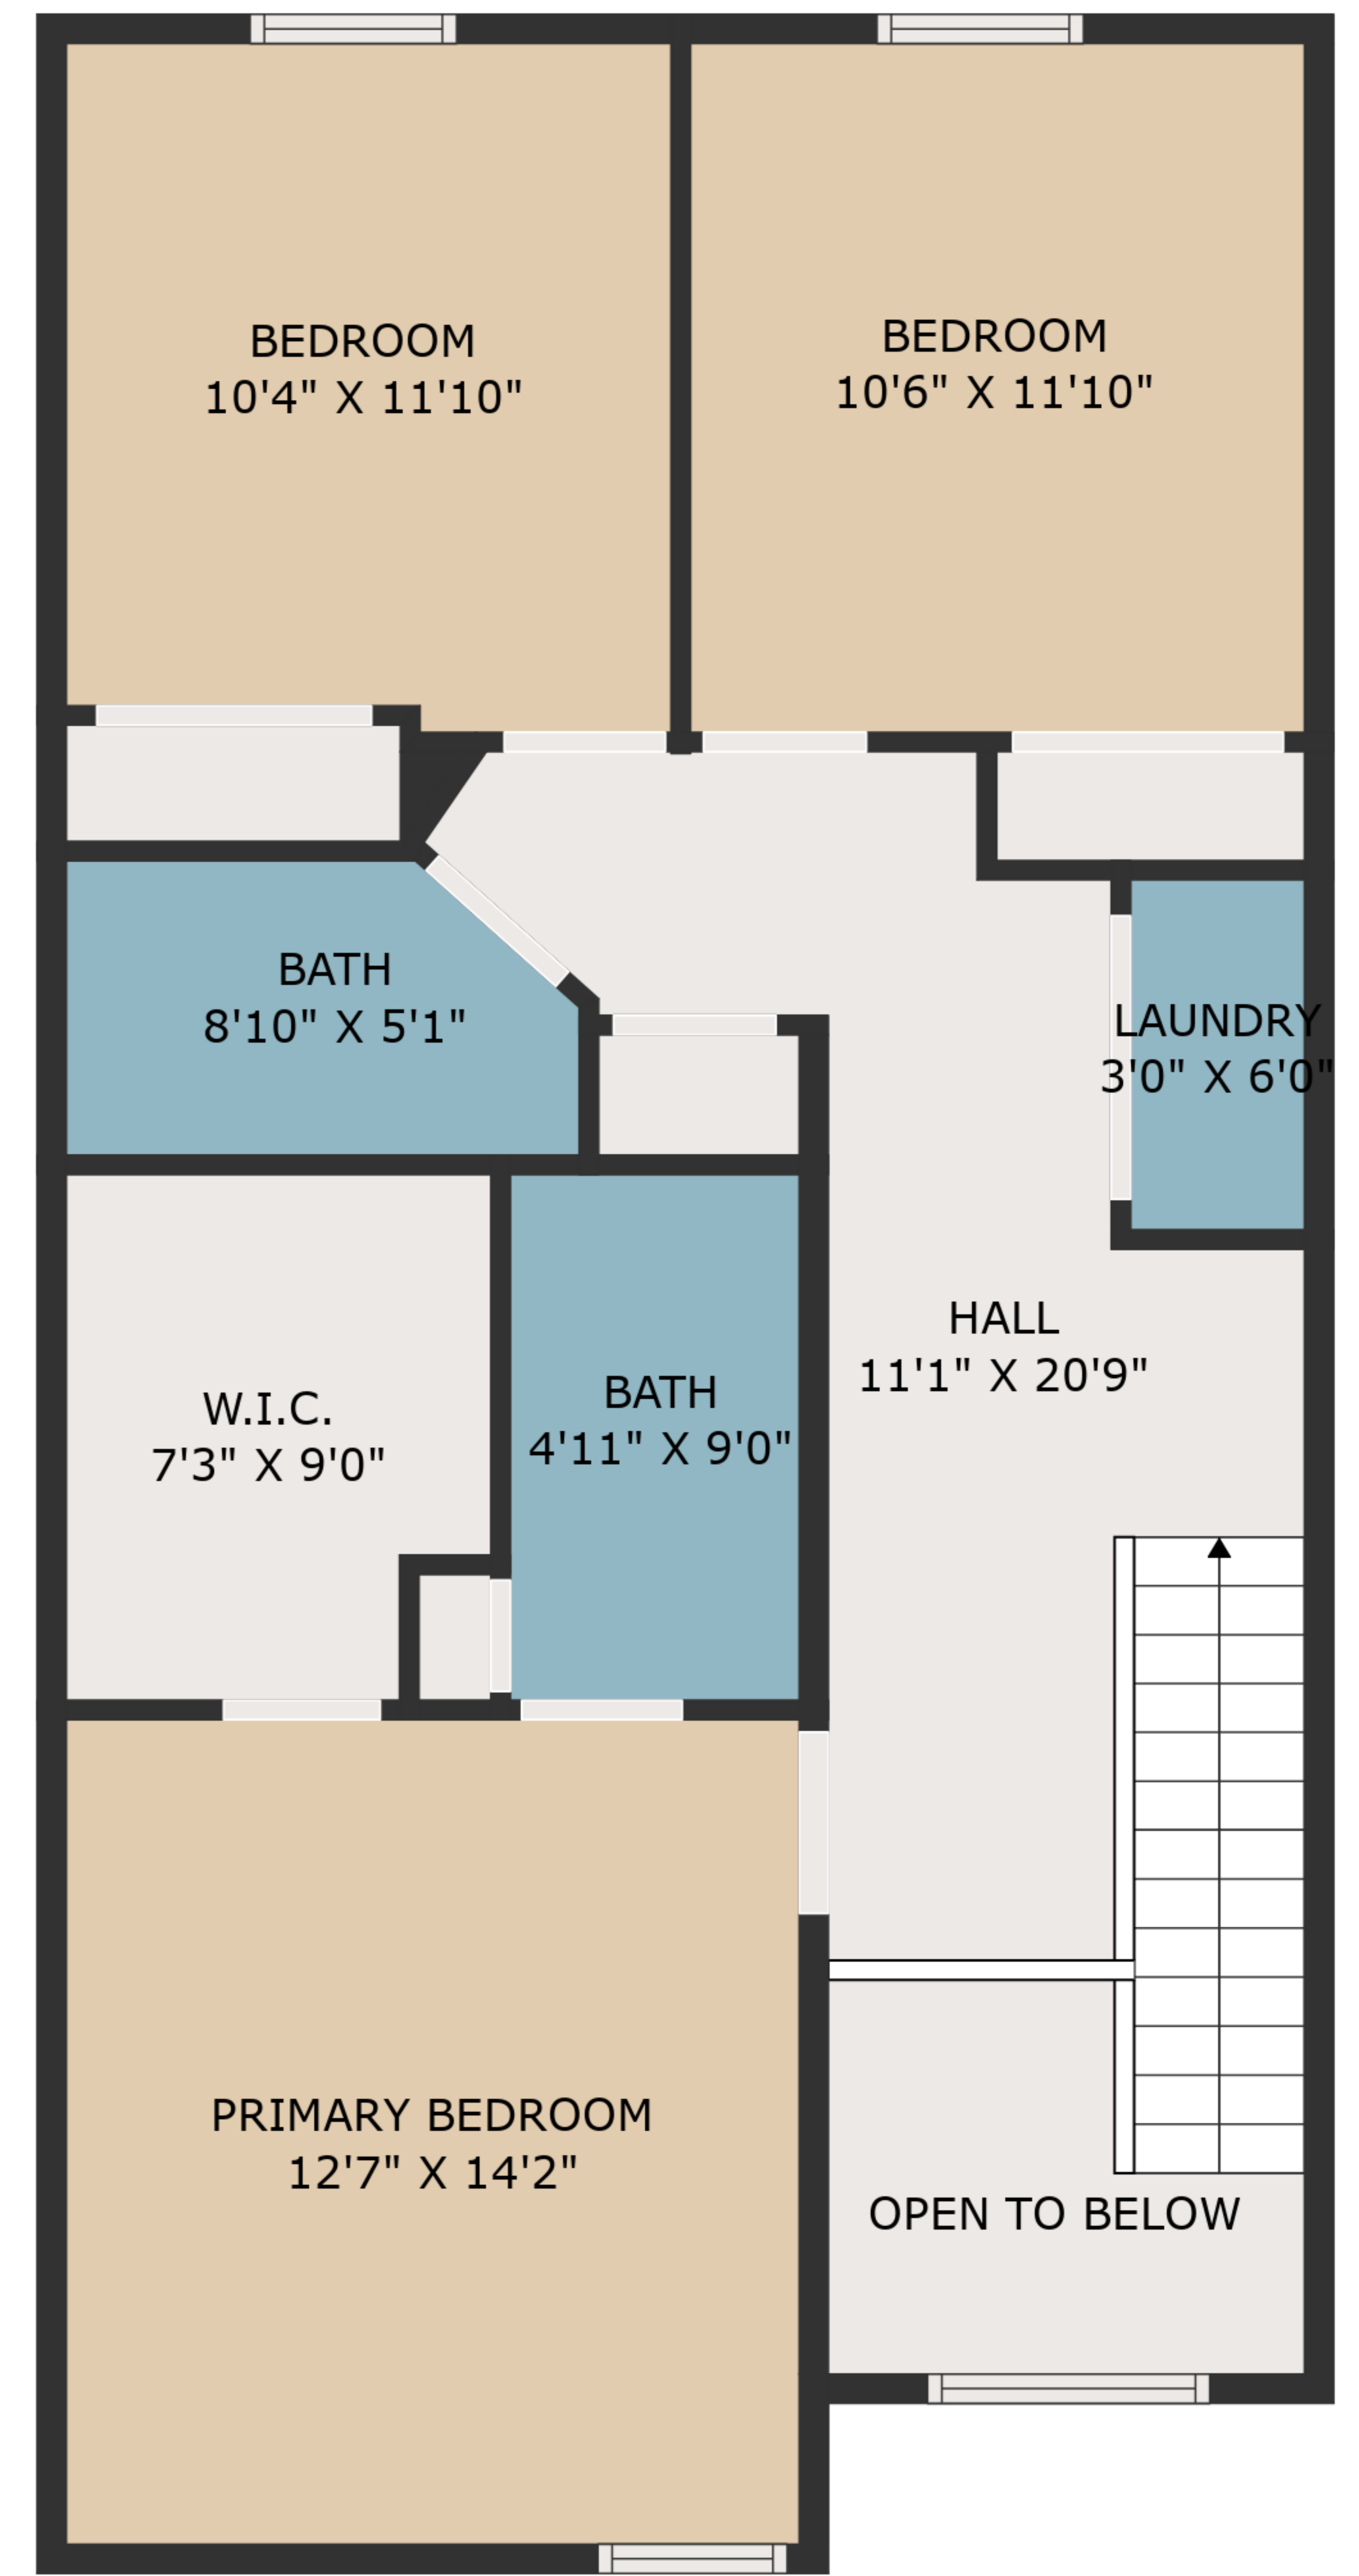 BEDROOM
10'4" X 11'10"
BEDROOM
10'6" X 11'10"
BATH
8'10" X 5'1"
LAUNDRY
3'0" X 6'0"
HALL
11'1" X 20'9"
W.I.C.
7'3" X 9'0"
BATH
4'11" X 9'0"
PRIMARY BEDROOM
12'7" X 14'2"
OPEN TO BELOW